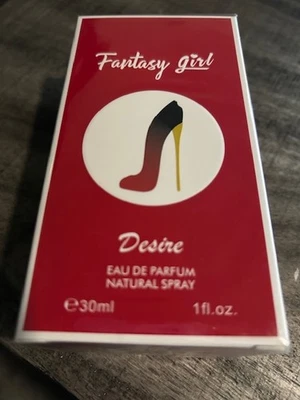 Fantasy girl
Desire
EAU DE PARFUM
NATURAL SPRAY
℮30ml 1fl.oz.